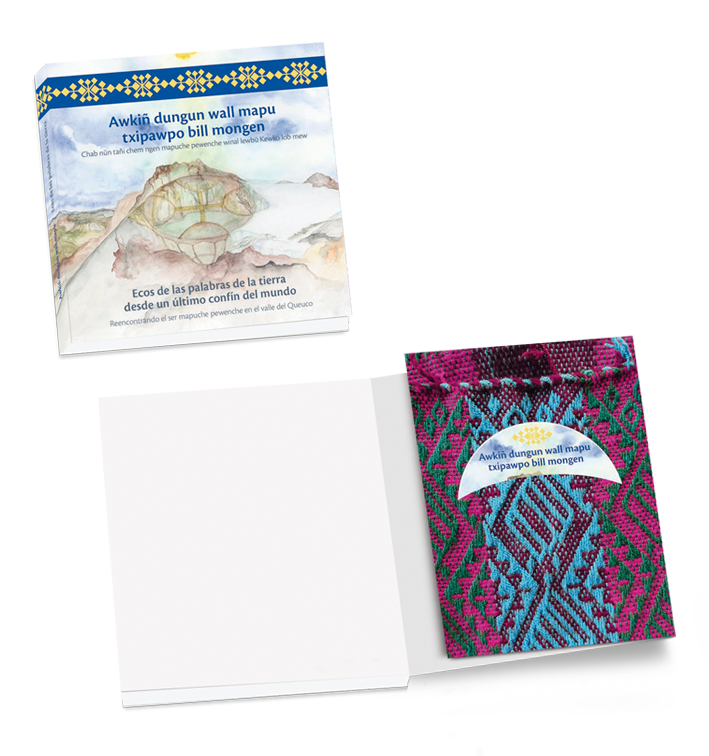 Awkiñ dungun wall mapu
txipawpo bill mongen
Chab nün tañi chem ngen mapuche pewenche winal lewbü Kewkü lob mew
Ecos de las palabras de la tierra
desde un último confín del mundo
Reencontrando el ser mapuche pewenche en el valle del Queuco
Awkiñ dungun wall mapu
txipawpo bill mongen